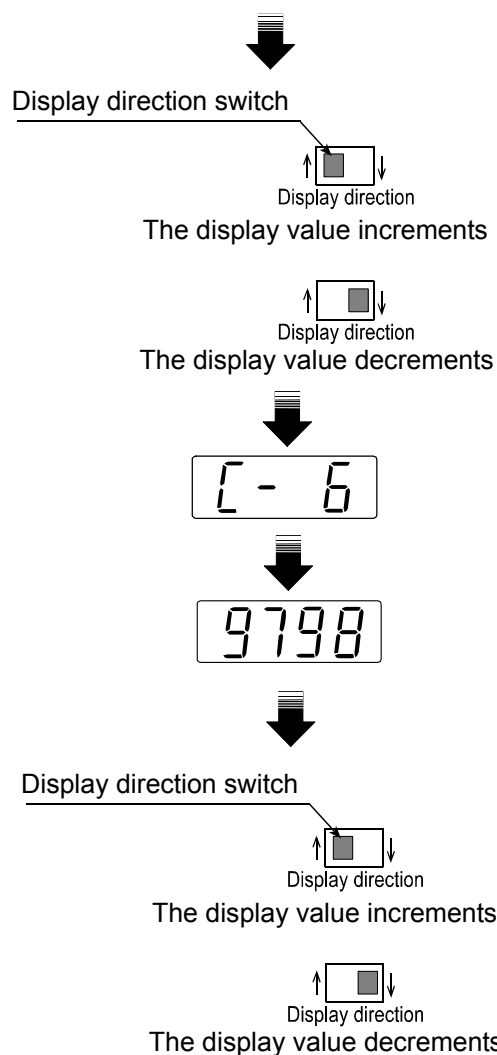 Display direction switch
Display direction
The display value increments
Display direction
The display value decrements
C- 6
9798
Display direction switch
Display direction
The display value increments
Display direction
The display value decrements